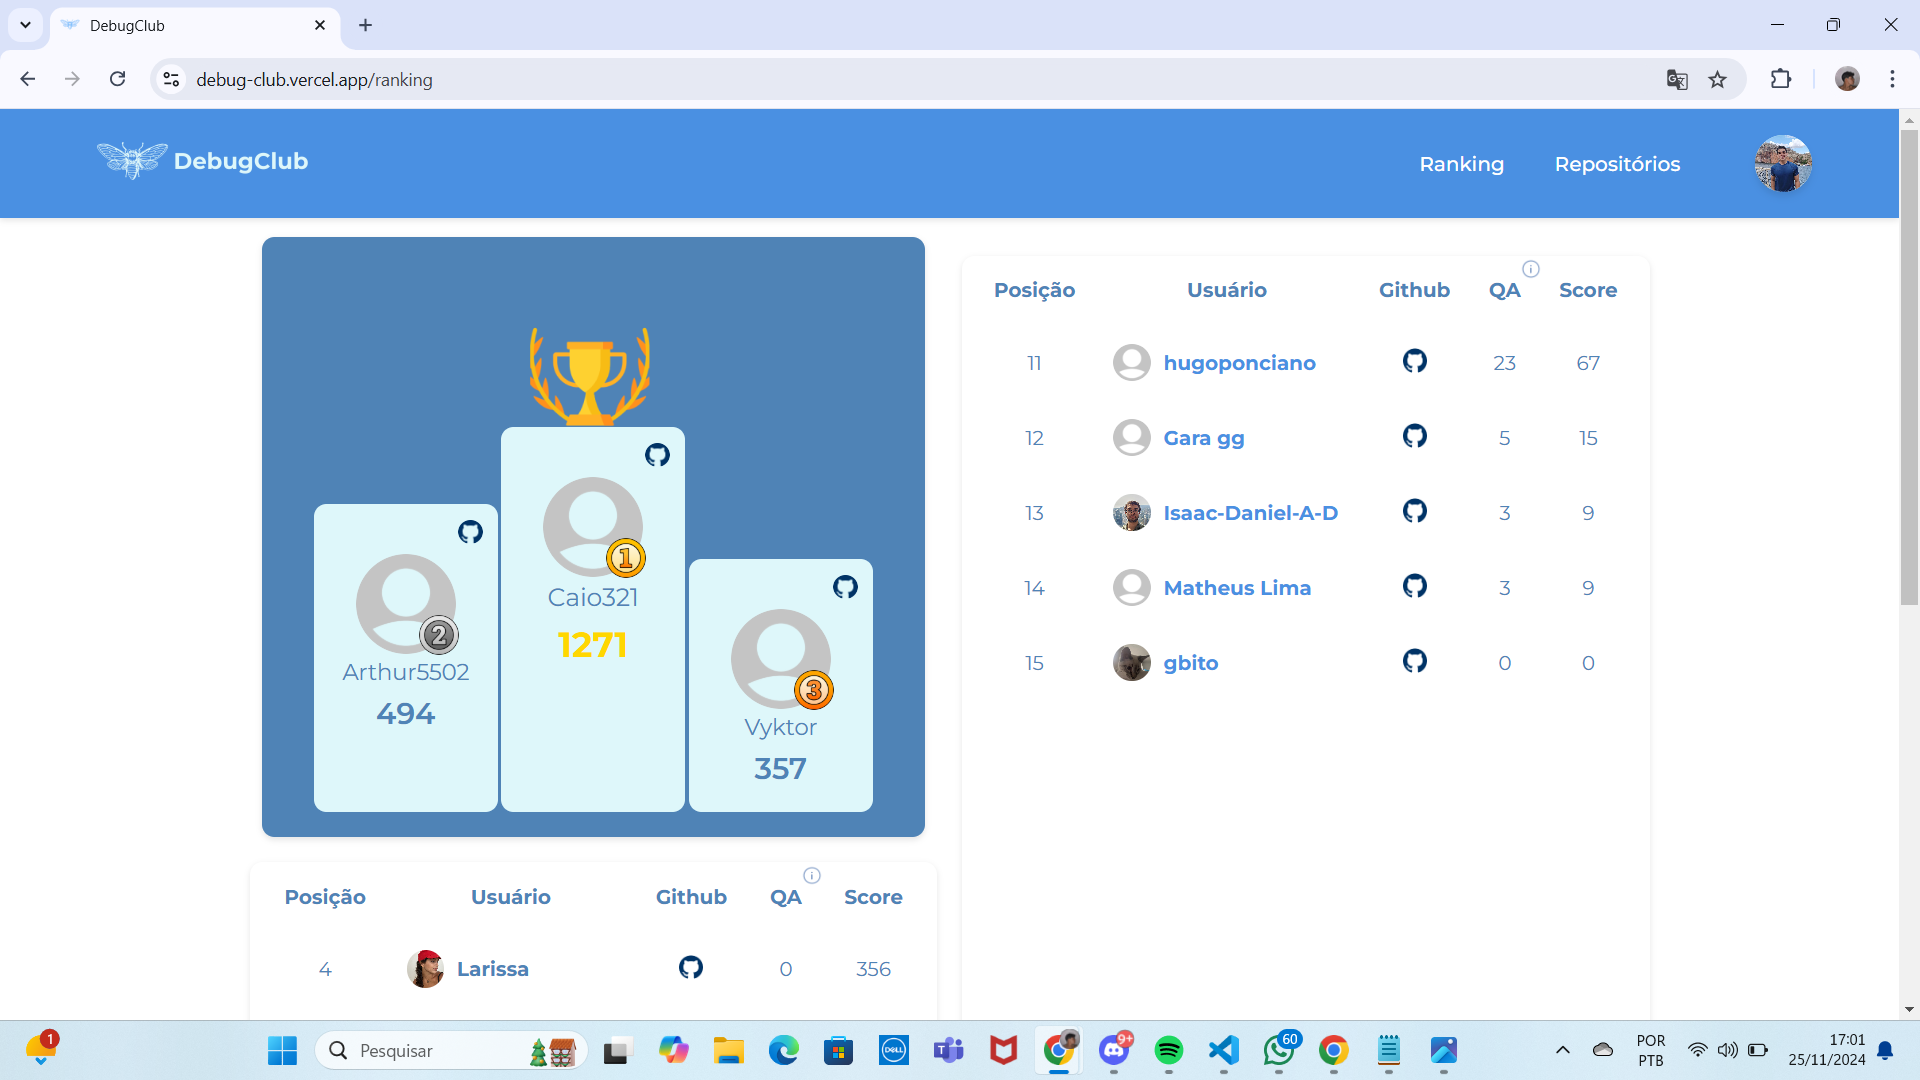 DebugClub
debug-club.vercel.app/ranking
DebugClub
Ranking
Repositórios
1
Caio321
1271
2
Arthur5502
494
3
Vyktor
357
Posição Usuário Github QA Score
4 Larissa 0 356
Posição Usuário Github QA Score
11 hugoponciano 23 67
12 Gara gg 5 15
13 Isaac-Daniel-A-D 3 9
14 Matheus Lima 3 9
15 gbito 0 0
1
Pesquisar
DELL
9+
60
POR
PTB
17:01
25/11/2024